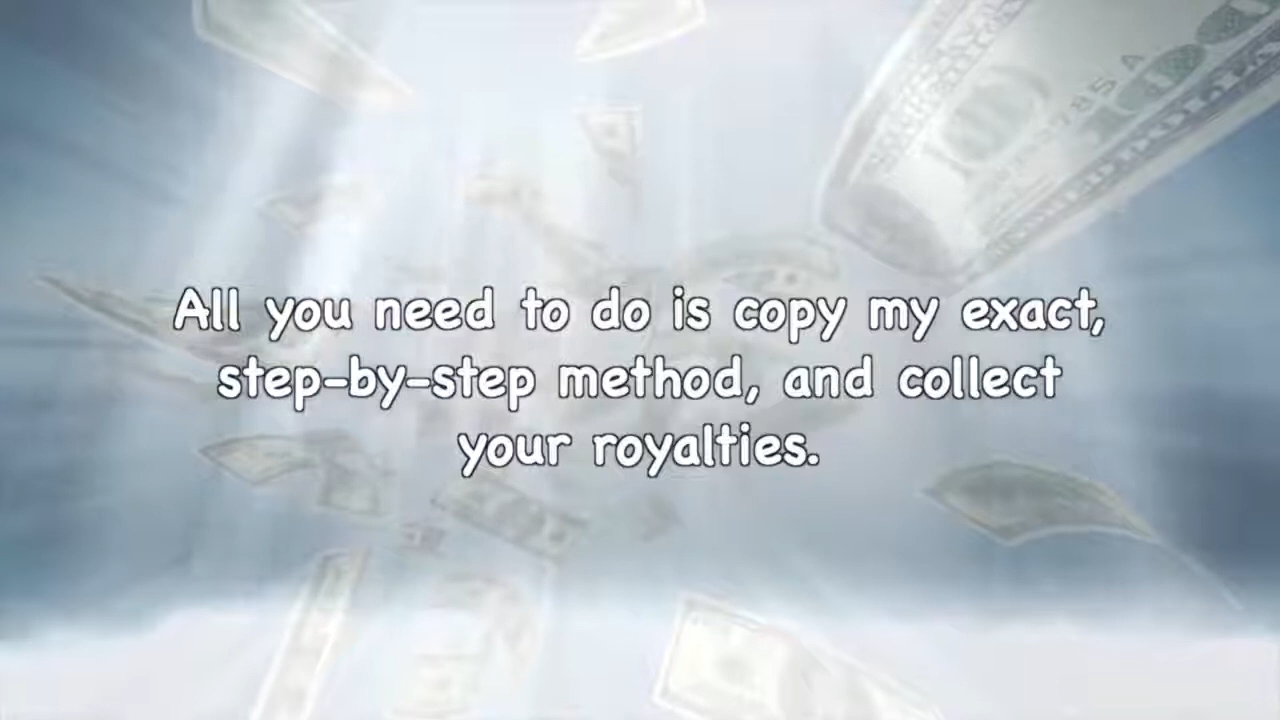 All you need to do is copy my exact,
step-by-step method, and collect
your royalties.